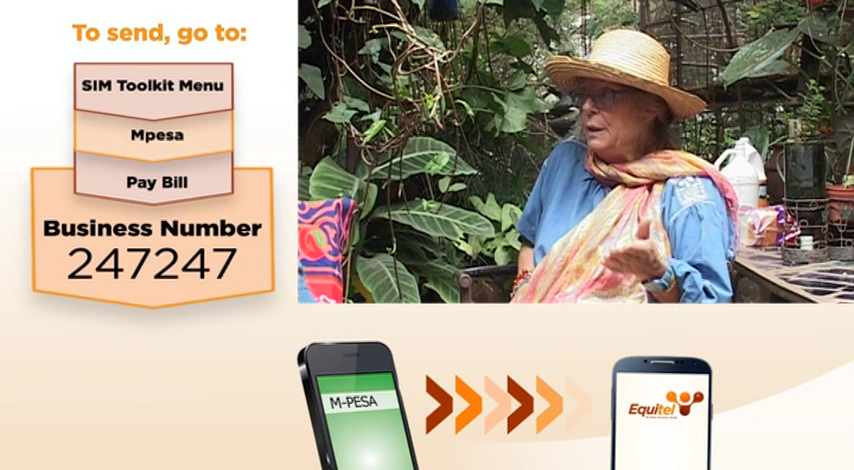 To send, go to:
SIM Toolkit Menu
Mpesa
Pay Bill
Business Number
247247
M-PESA
Equitel